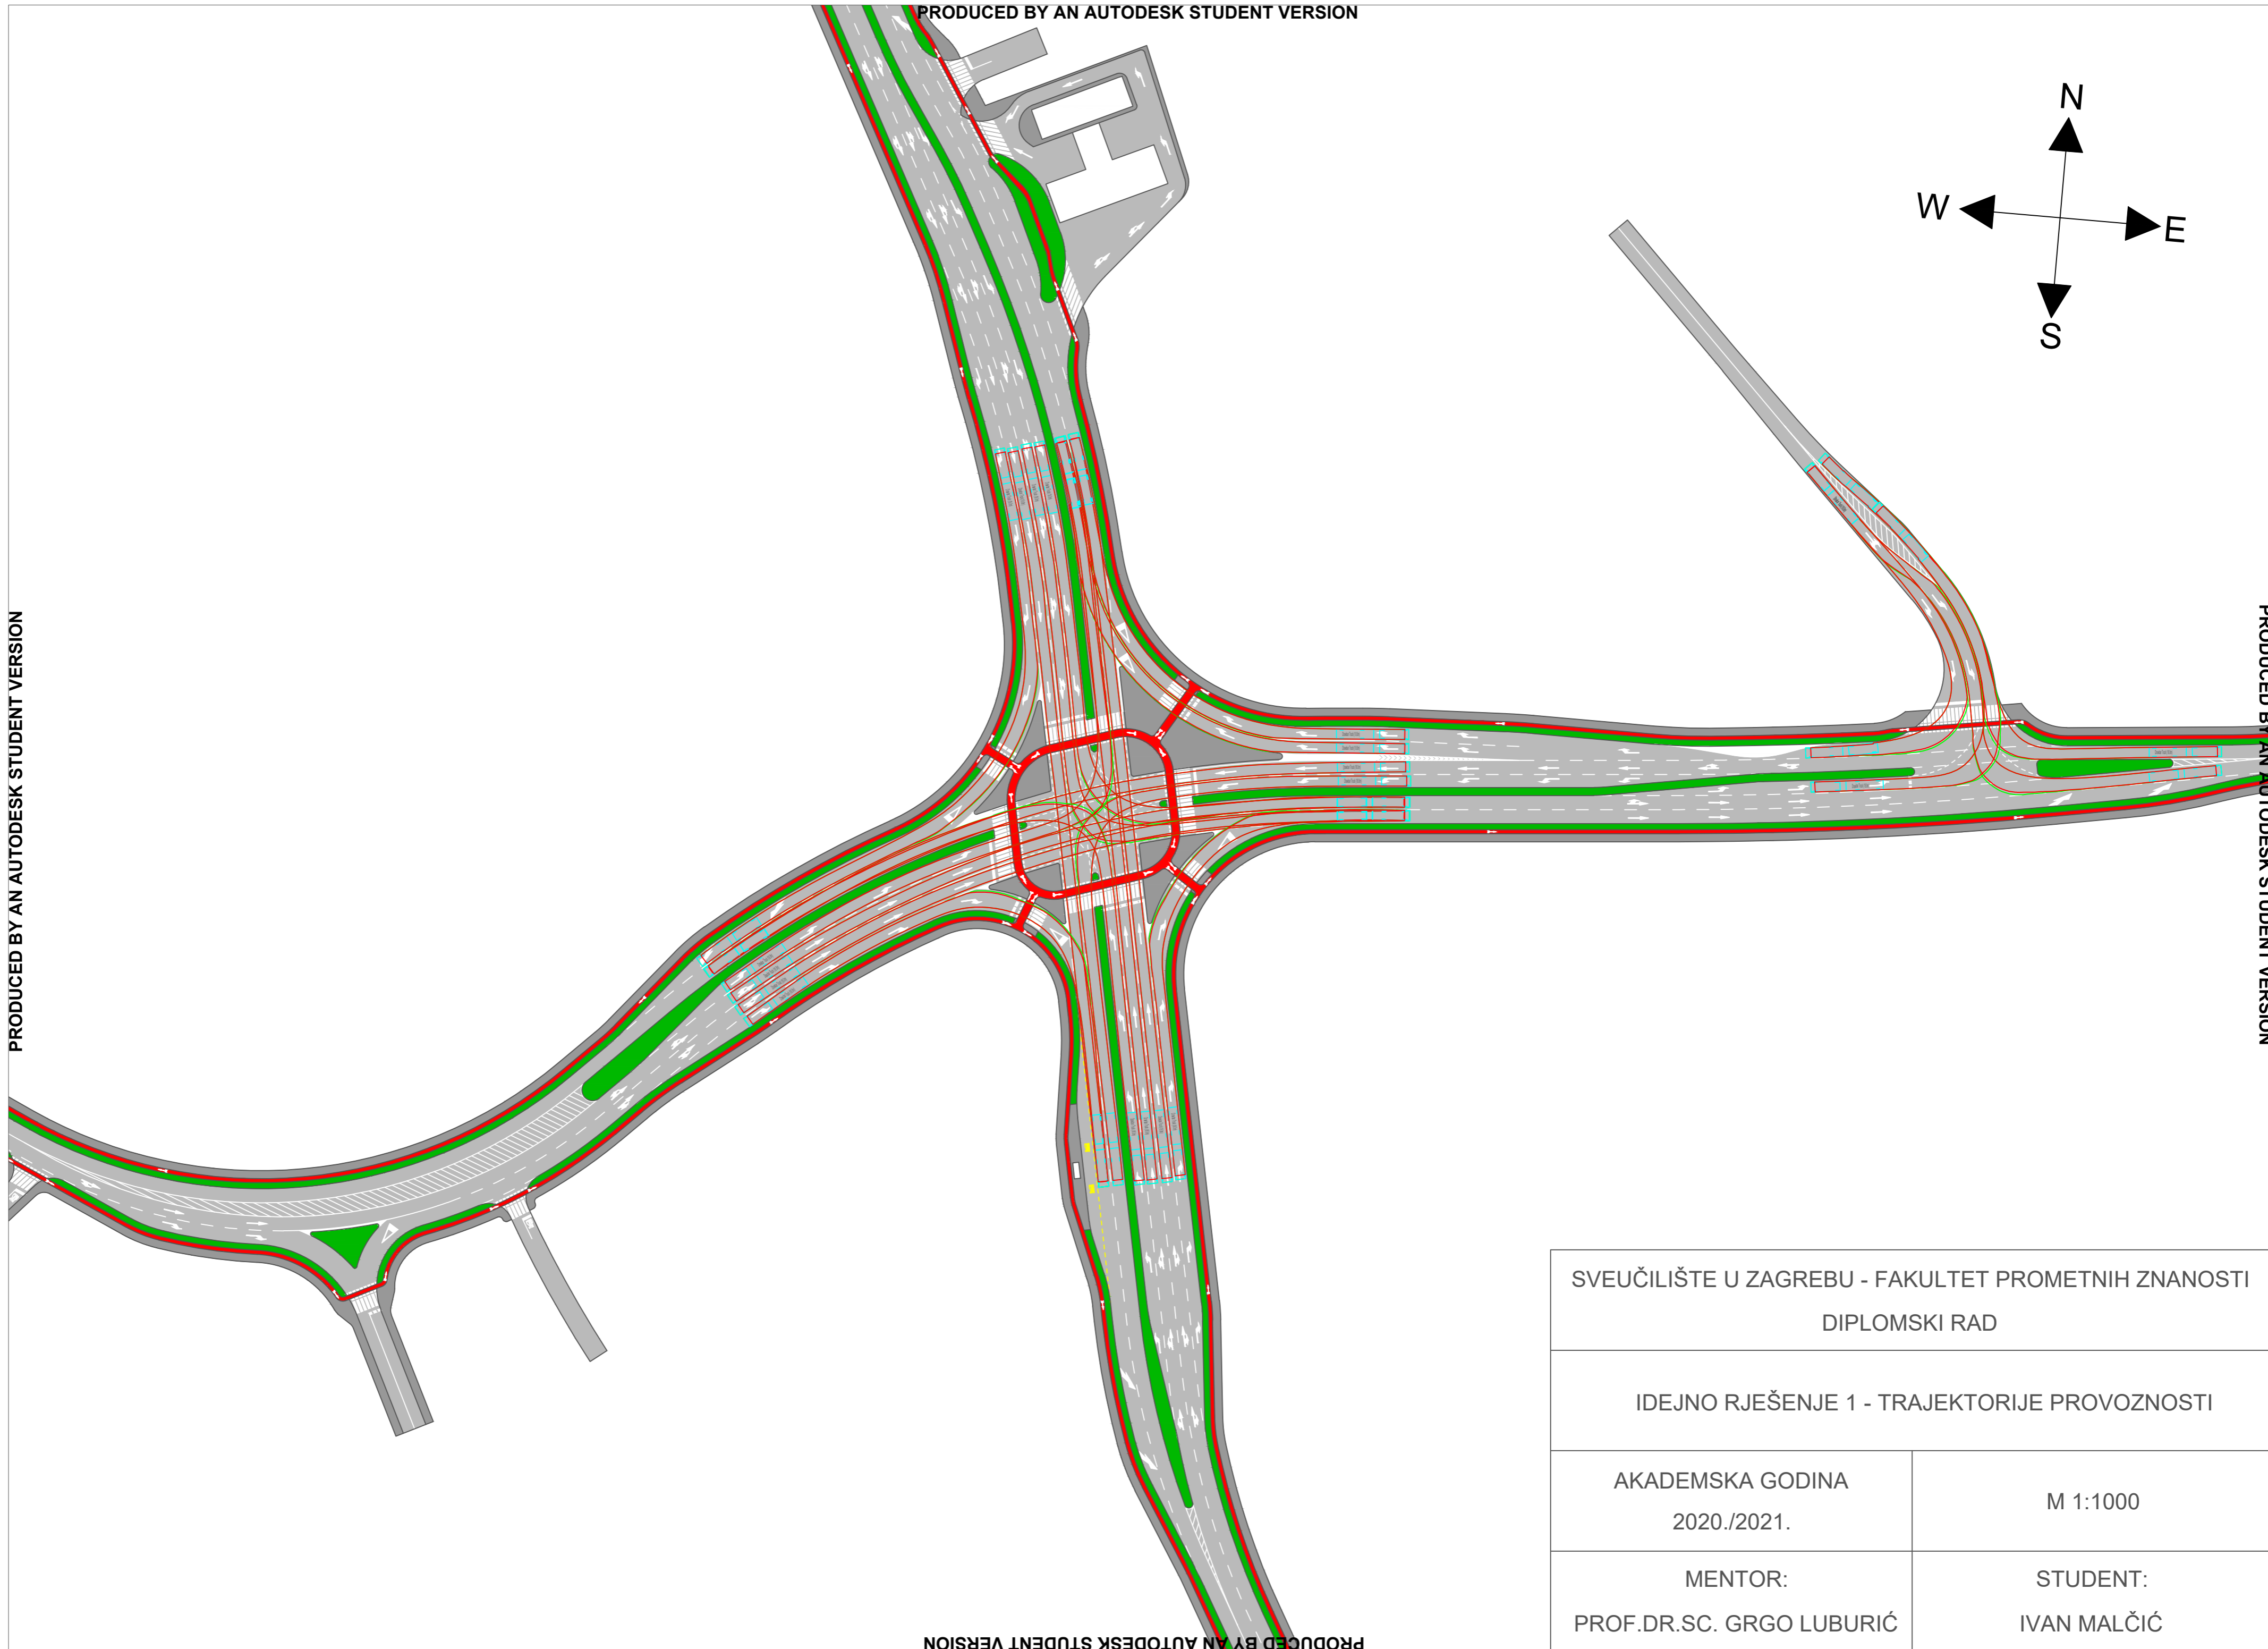 PRODUCED BY AN AUTODESK STUDENT VERSION
N
W
E
S
PRODUCED BY AN AUTODESK STUDENT VERSION
PRODUCED BY AN AUTODESK STUDENT VERSION
SVEUČILIŠTE U ZAGREBU - FAKULTET PROMETNIH ZNANOSTI
DIPLOMSKI RAD
IDEJNO RJEŠENJE 1 - TRAJEKTORIJE PROVOZNOSTI
AKADEMSKA GODINA
2020./2021.
M 1:1000
MENTOR:
PROF.DR.SC. GRGO LUBURIĆ
STUDENT:
IVAN MALČIĆ
PRODUCED BY AN AUTODESK STUDENT VERSION